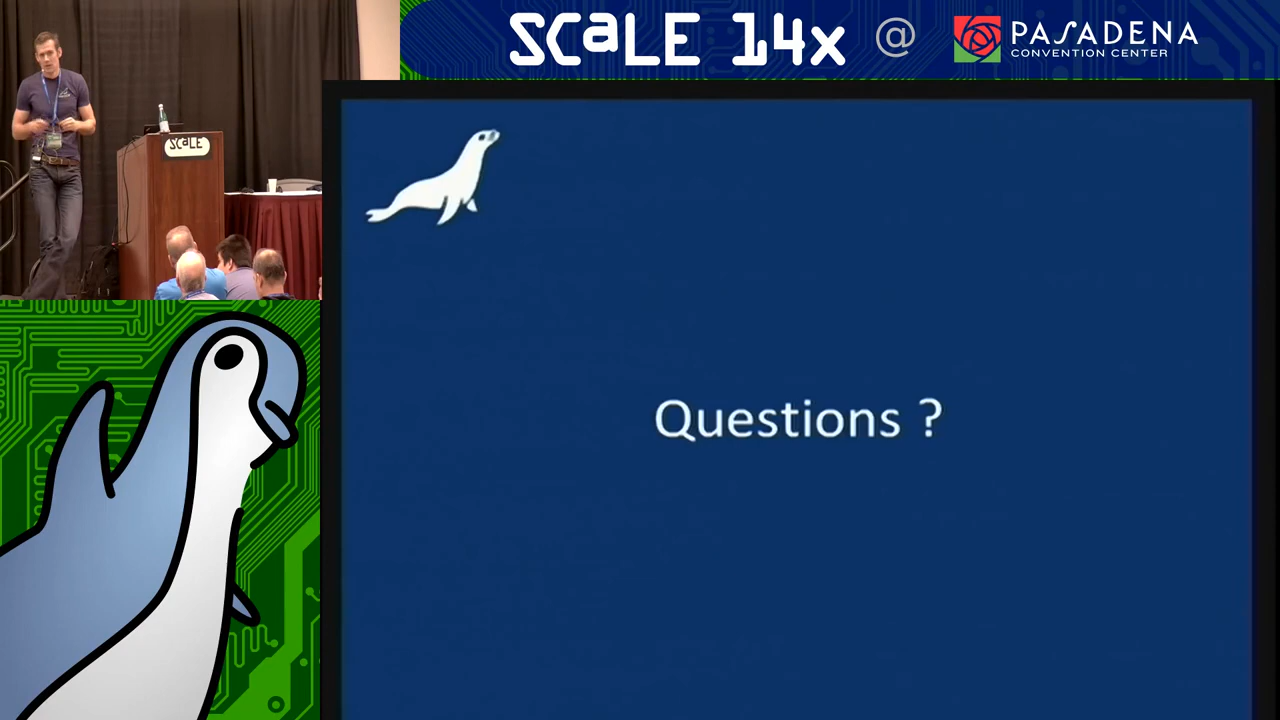 SCALE 14x @ PASADENA
CONVENTION CENTER
SCALE
Questions ?